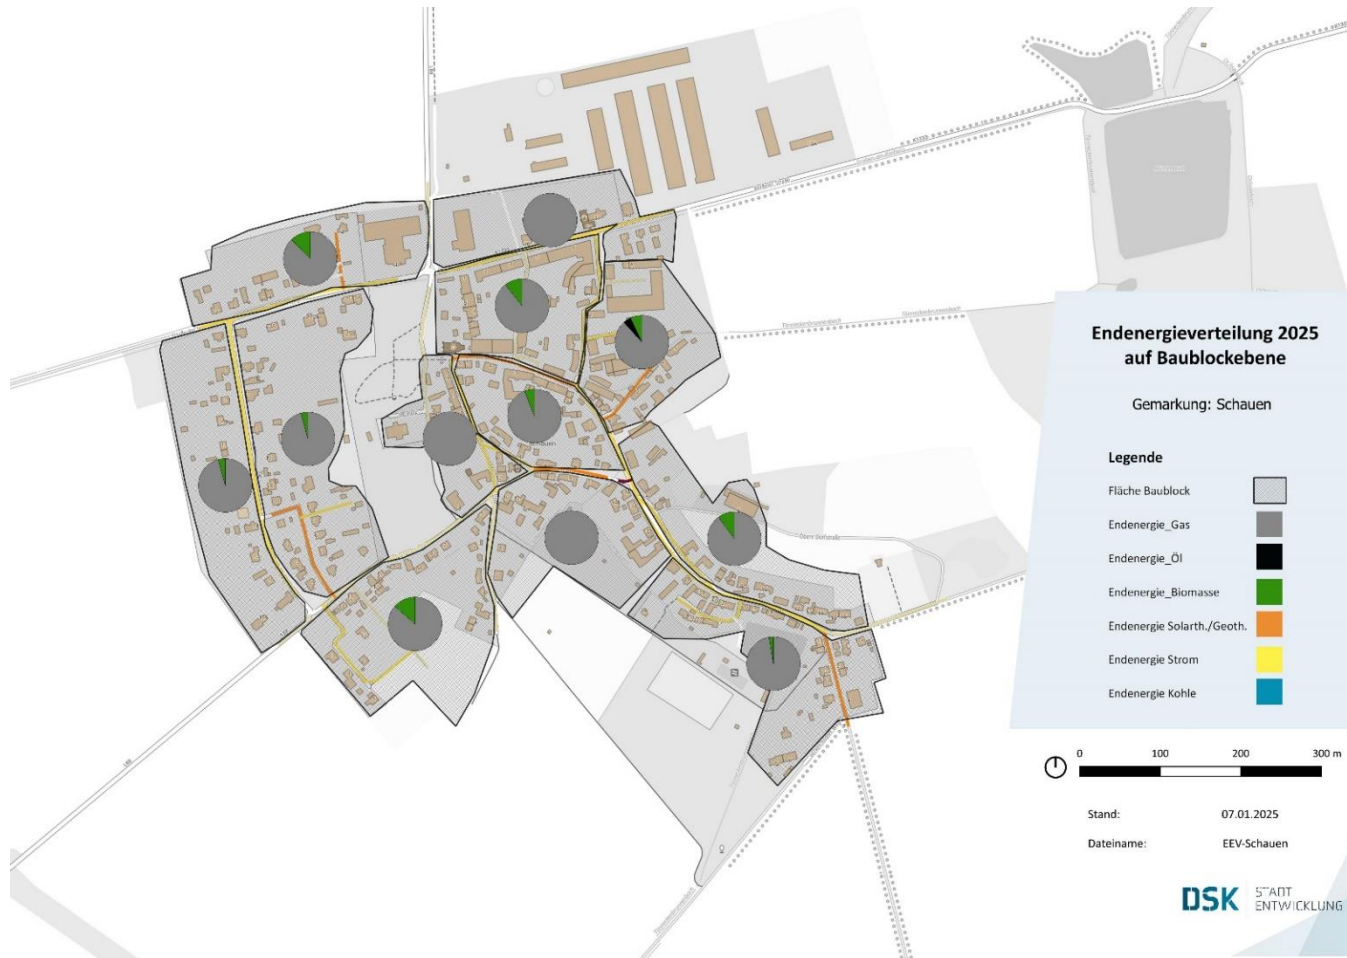 Endenergieverteilung 2025
auf Baublockebene
Gemarkung: Schauen
Legende
Fläche Baublock
Endenergie_Gas
Endenergie_Öl
Endenergie_Biomasse
Endenergie Solarth./Geoth.
Endenergie Strom
Endenergie Kohle
0 100 200 300 m
Stand: 07.01.2025
Dateiname: EEV-Schauen
DSK STADT
ENTWICKLUNG